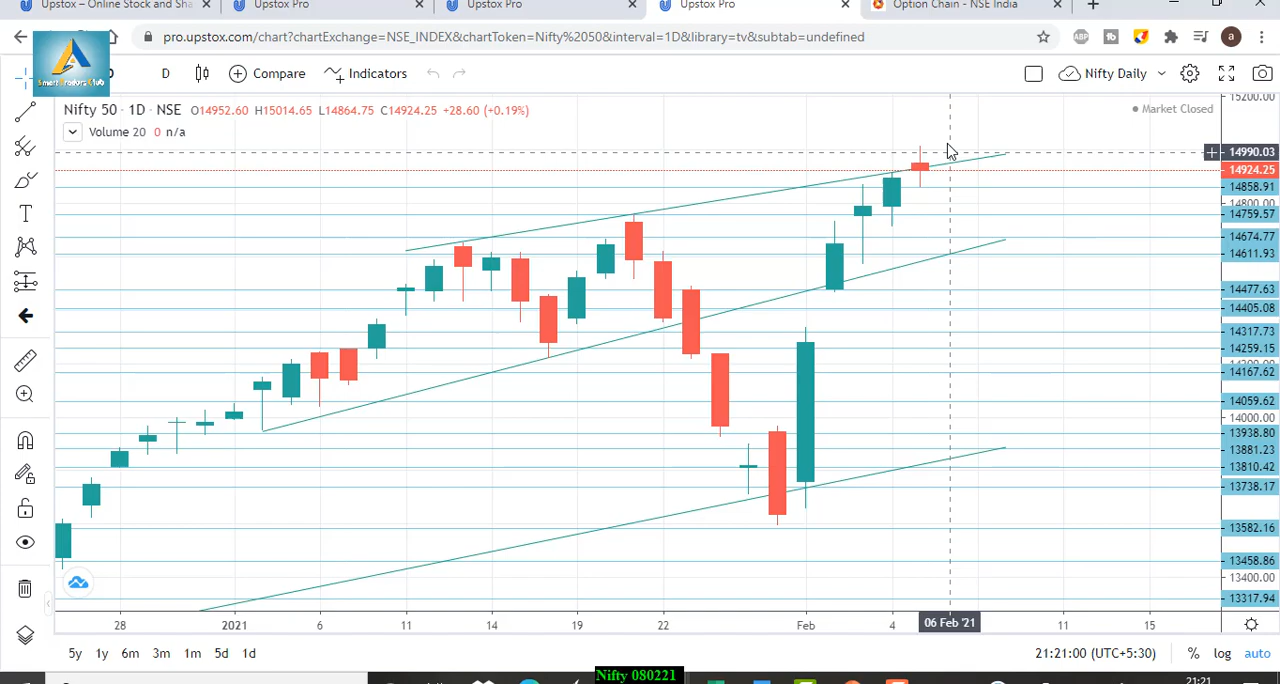 Upstox – Online Stock and Sha
Upstox Pro
Upstox Pro
Upstox Pro
Option Chain - NSE India
pro.upstox.com/chart?chartExchange=NSE_INDEX&chartToken=Nifty%2050&interval=1D&library=tv&subtab=undefined
ABP
a
Smart Traders Club
D
Compare
Indicators
Nifty Daily
Nifty 50 · 1D · NSE O14952.60 H15014.65 L14864.75 C14924.25 +28.60 (+0.19%)
Market Closed
Volume 20 0 n/a
15200.00
14990.03
14924.25
14858.91
14800.00
14759.57
14674.77
14611.93
14477.63
14405.08
14317.73
14259.15
14200.00
14167.62
14059.62
14000.00
13938.80
13881.23
13810.42
13738.17
13582.16
13458.86
13400.00
13317.94
28 2021 6 11 14 19 22 Feb 4 06 Feb '21 11 15
5y 1y 6m 3m 1m 5d 1d
21:21:00 (UTC+5:30) % log auto
Nifty 080221
21:21